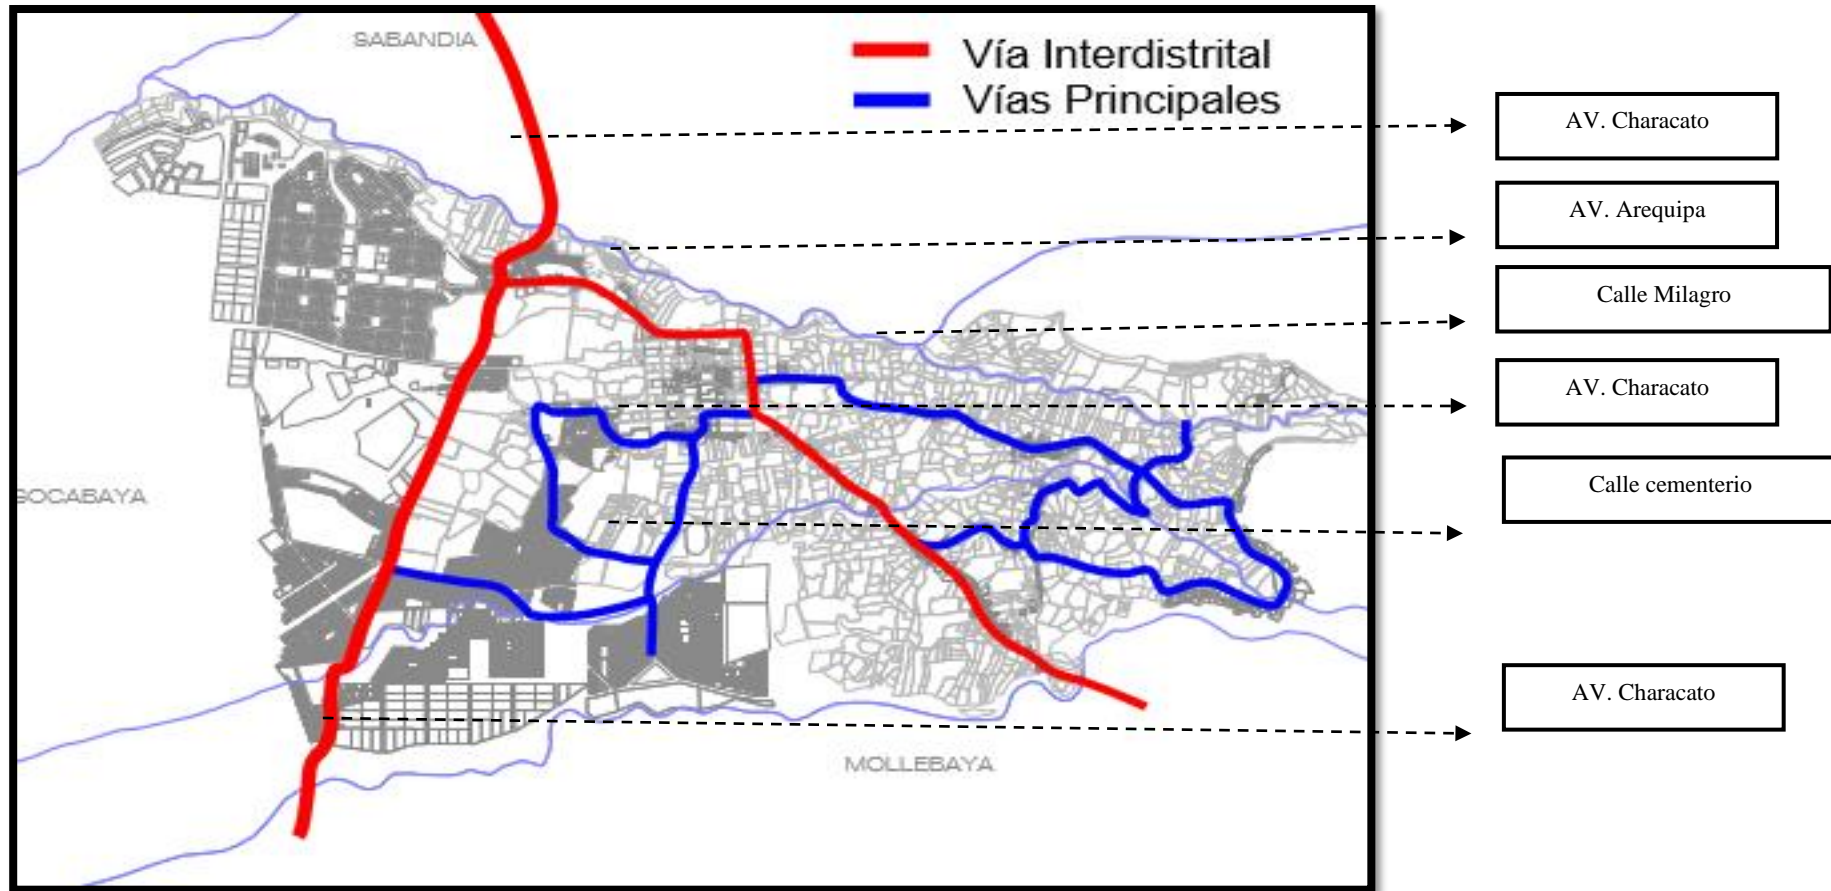 SABANDIA
Vía Interdistrital
Vías Principales
AV. Characato
AV. Arequipa
Calle Milagro
AV. Characato
SOCABAYA
Calle cementerio
AV. Characato
MOLLEBAYA